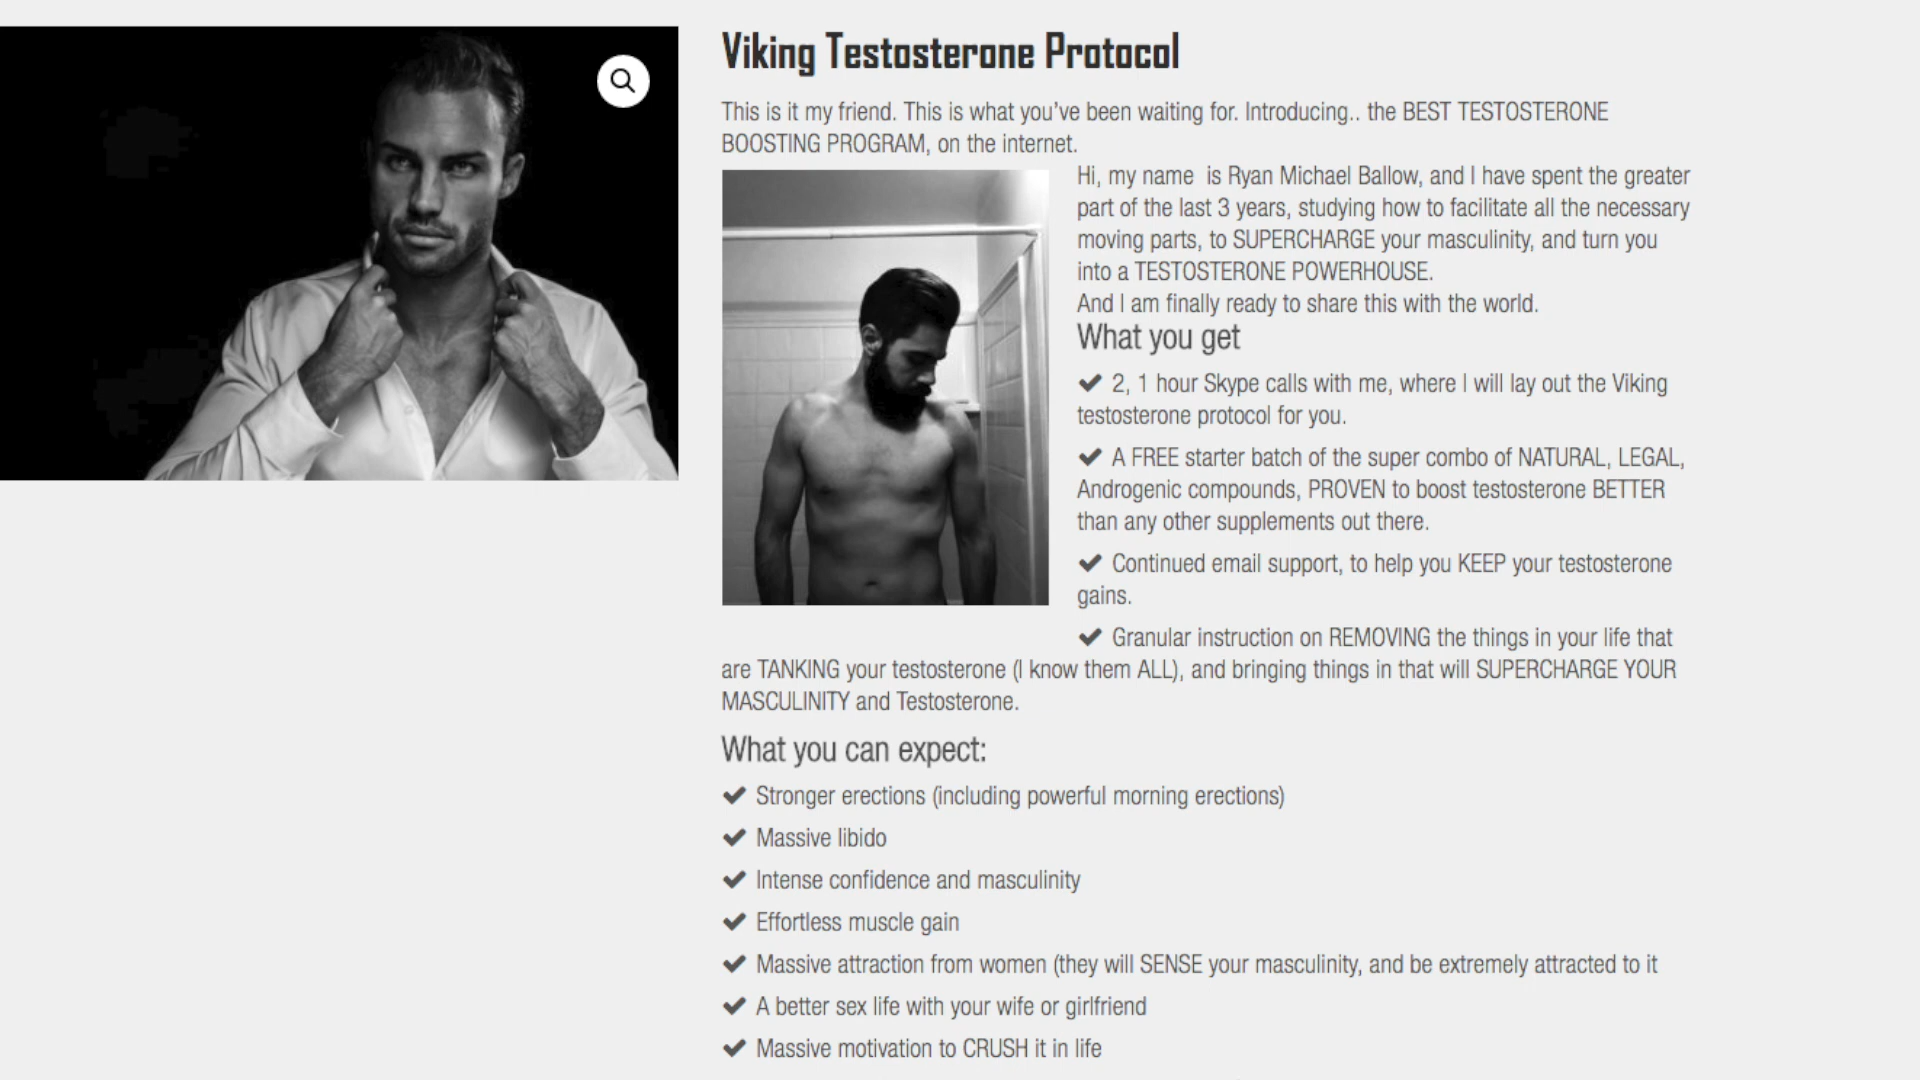 Viking Testosterone Protocol
This is it my friend. This is what you've been waiting for. Introducing.. the BEST TESTOSTERONE
BOOSTING PROGRAM, on the internet.
Hi, my name  is Ryan Michael Ballow, and I have spent the greater
part of the last 3 years, studying how to facilitate all the necessary
moving parts, to SUPERCHARGE your masculinity, and turn you
into a TESTOSTERONE POWERHOUSE.
And I am finally ready to share this with the world.
What you get
✔ 2, 1 hour Skype calls with me, where I will lay out the Viking
testosterone protocol for you.
✔ A FREE starter batch of the super combo of NATURAL, LEGAL,
Androgenic compounds, PROVEN to boost testosterone BETTER
than any other supplements out there.
✔ Continued email support, to help you KEEP your testosterone
gains.
✔ Granular instruction on REMOVING the things in your life that
are TANKING your testosterone (I know them ALL), and bringing things in that will SUPERCHARGE YOUR
MASCULINITY and Testosterone.
What you can expect:
✔ Stronger erections (including powerful morning erections)
✔ Massive libido
✔ Intense confidence and masculinity
✔ Effortless muscle gain
✔ Massive attraction from women (they will SENSE your masculinity, and be extremely attracted to it
✔ A better sex life with your wife or girlfriend
✔ Massive motivation to CRUSH it in life